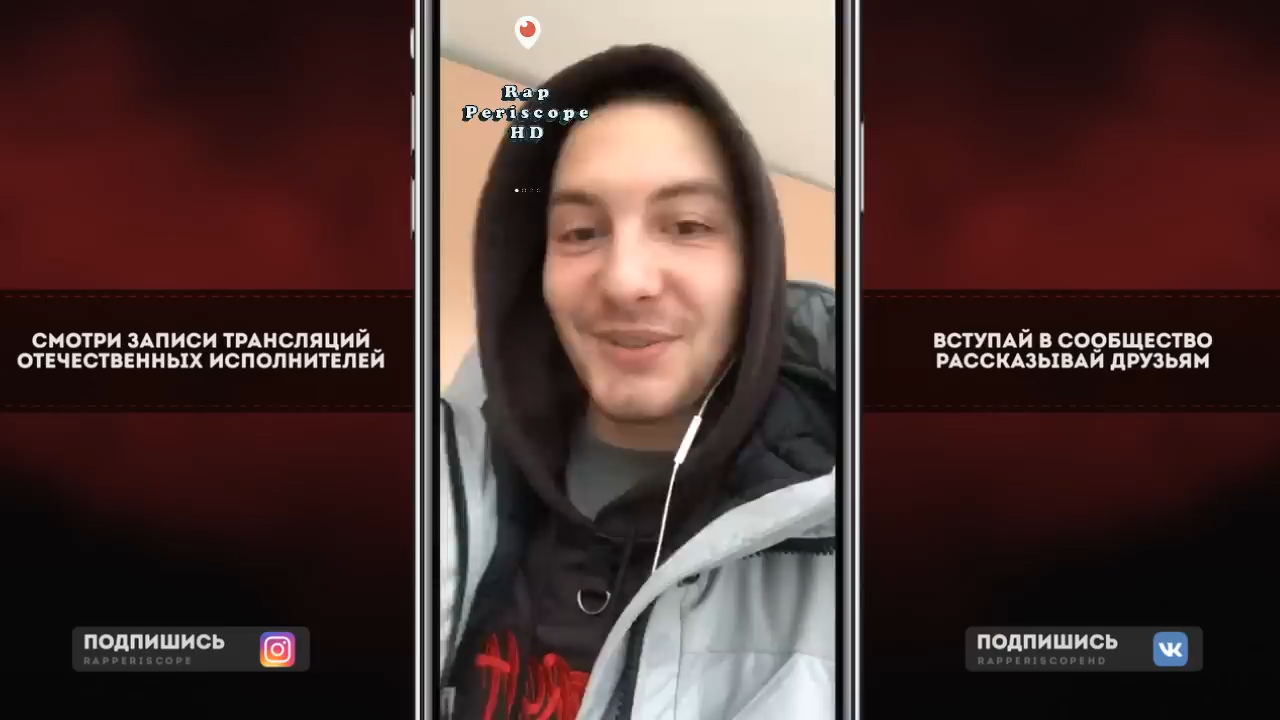 Rap
Periscope
HD
СМОТРИ ЗАПИСИ ТРАНСЛЯЦИЙ
ОТЕЧЕСТВЕННЫХ ИСПОЛНИТЕЛЕЙ
ВСТУПАЙ В СООБЩЕСТВО
РАССКАЗЫВАЙ ДРУЗЬЯМ
ПОДПИШИСЬ
RAPPERISCOPE
ПОДПИШИСЬ
RAPPERISCOPEHD